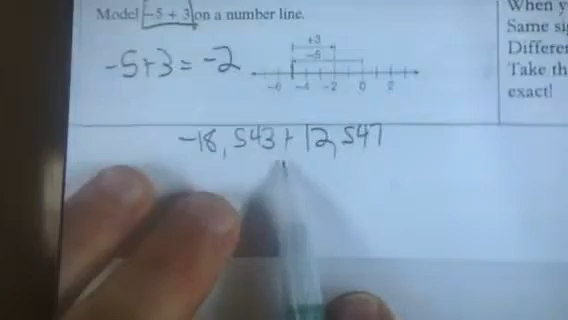 Model -5 + 3 on a number line.
-5+3 = -2
+3
-5
-6 -4 -2 0 2
-18,543 + 12,547
When y
Same si
Differe
Take th
exact!